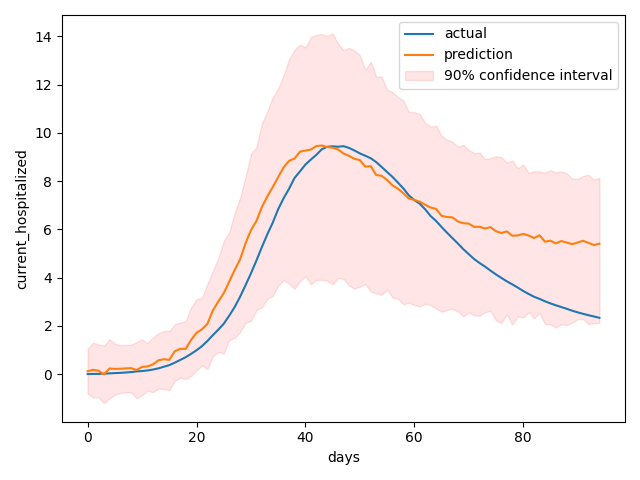 actual
prediction
90% confidence interval
current_hospitalized
14
12
10
8
6
4
2
0
0 20 40 60 80
days